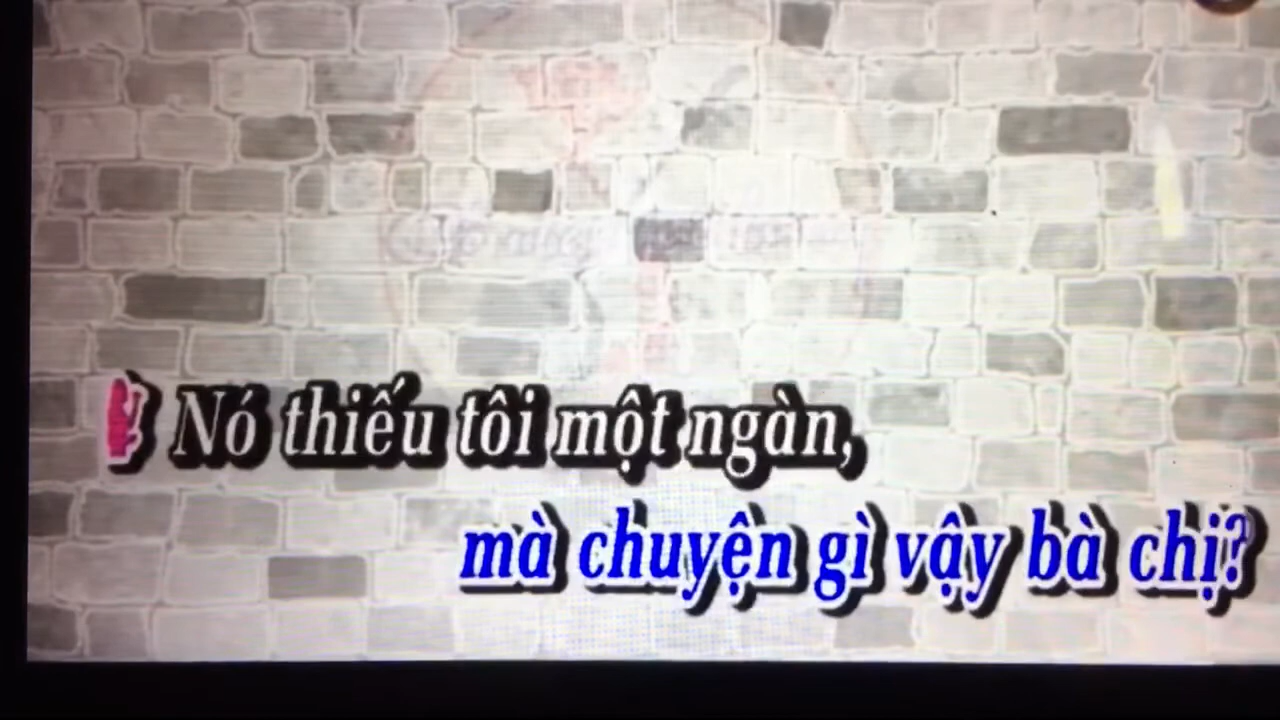 Nó thiếu tôi một ngàn,
mà chuyện gì vậy bà chị?